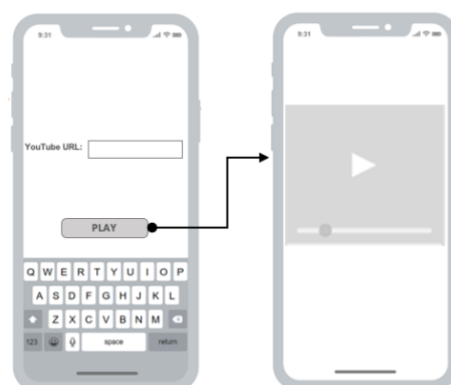 9:31
YouTube URL:
PLAY
Q W E R T Y U I O P
A S D F G H J K L
Z X C V B N M
123 space return
9:31